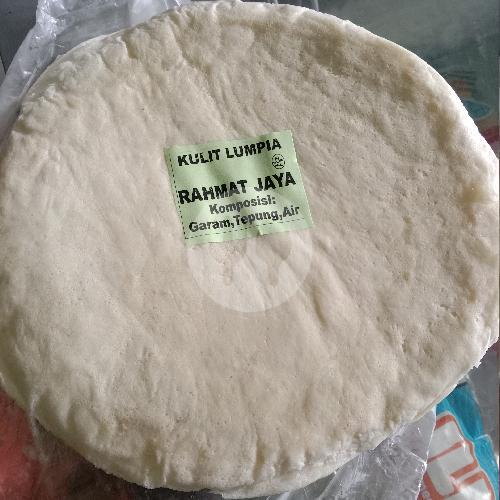 KULIT LUMPIA
RAHMAT JAYA
Komposisi:
Garam,Tepung,Air